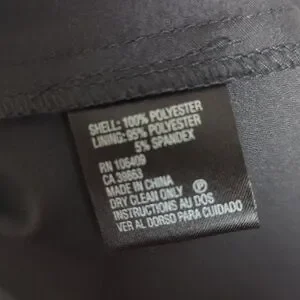 SHELL: 100% POLYESTER
LINING: 95% POLYESTER
5% SPANDEX
RN 106409
CA 39853
MADE IN CHINA
DRY CLEAN ONLY Ⓟ
INSTRUCTIONS AU DOS
VER AL DORSO PARA CUIDADO